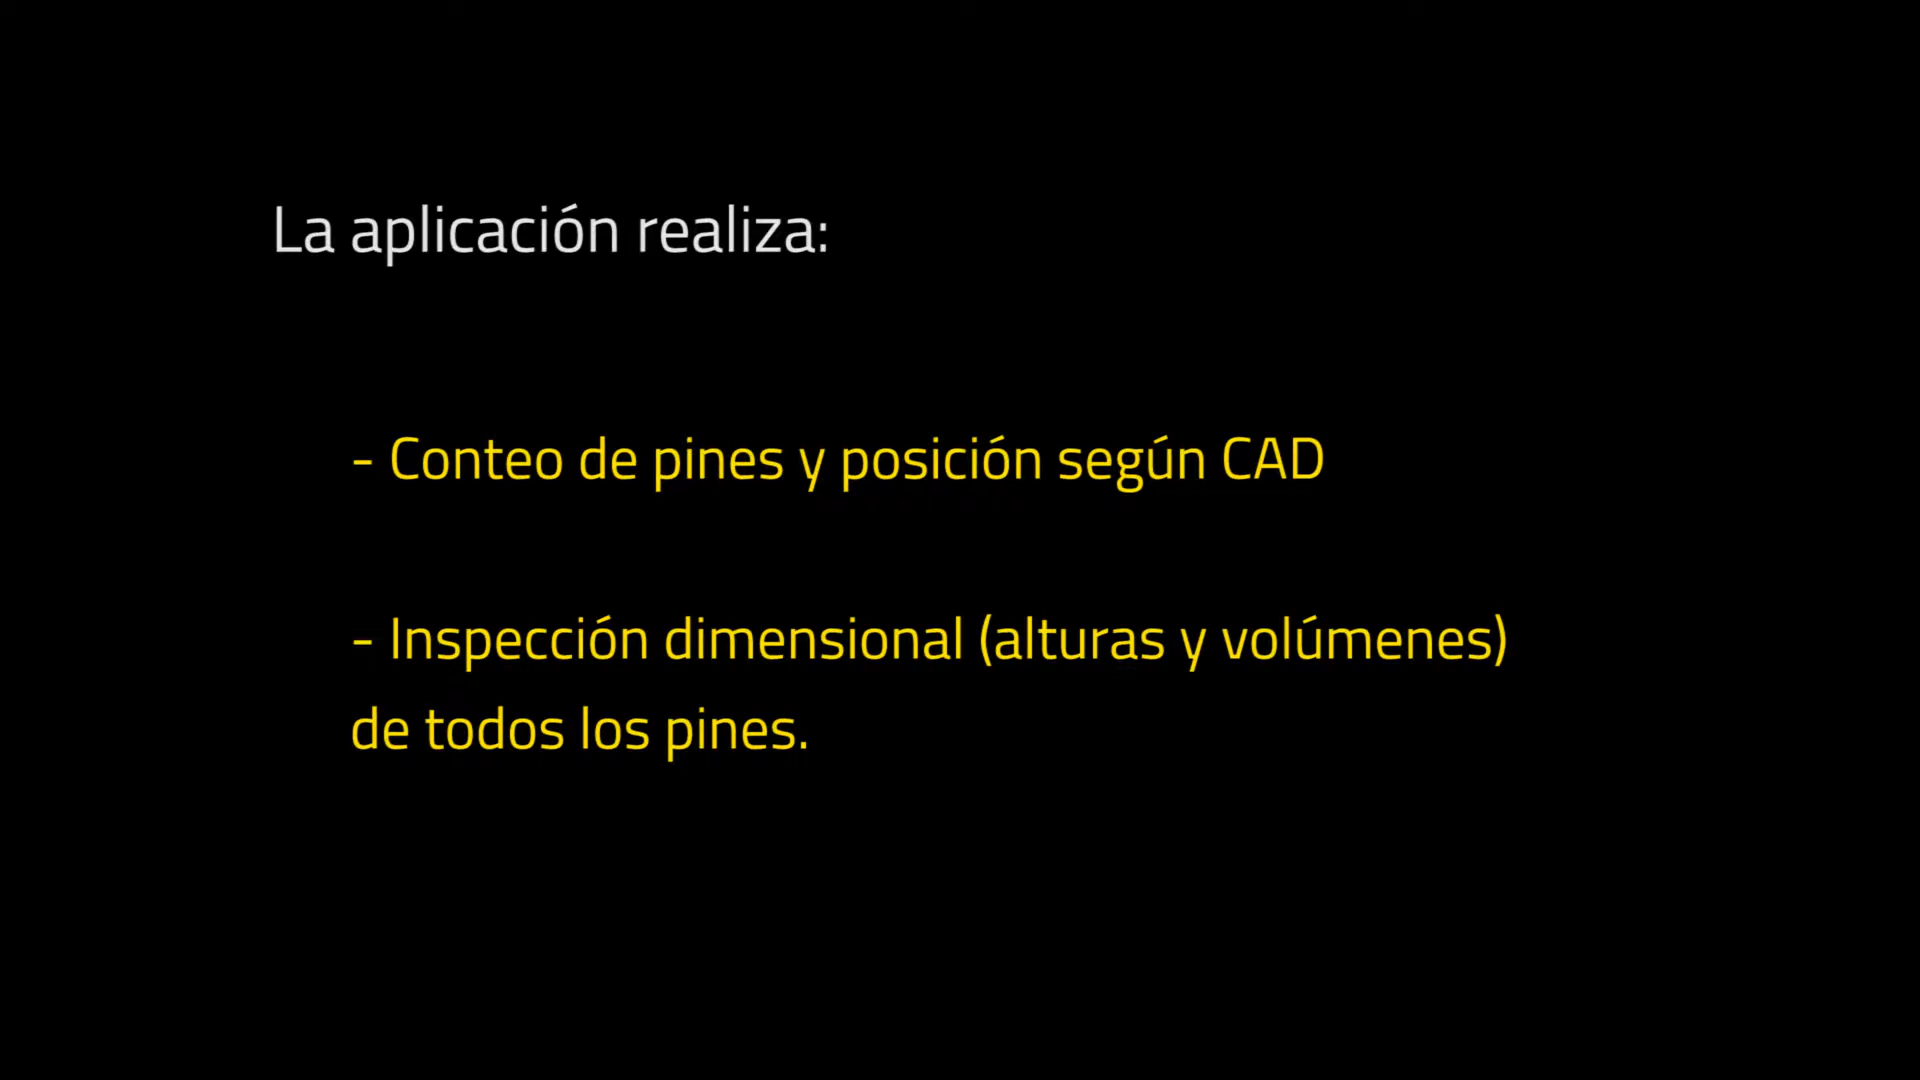 La aplicación realiza:
- Conteo de pines y posición según CAD
- Inspección dimensional (alturas y volúmenes)
de todos los pines.